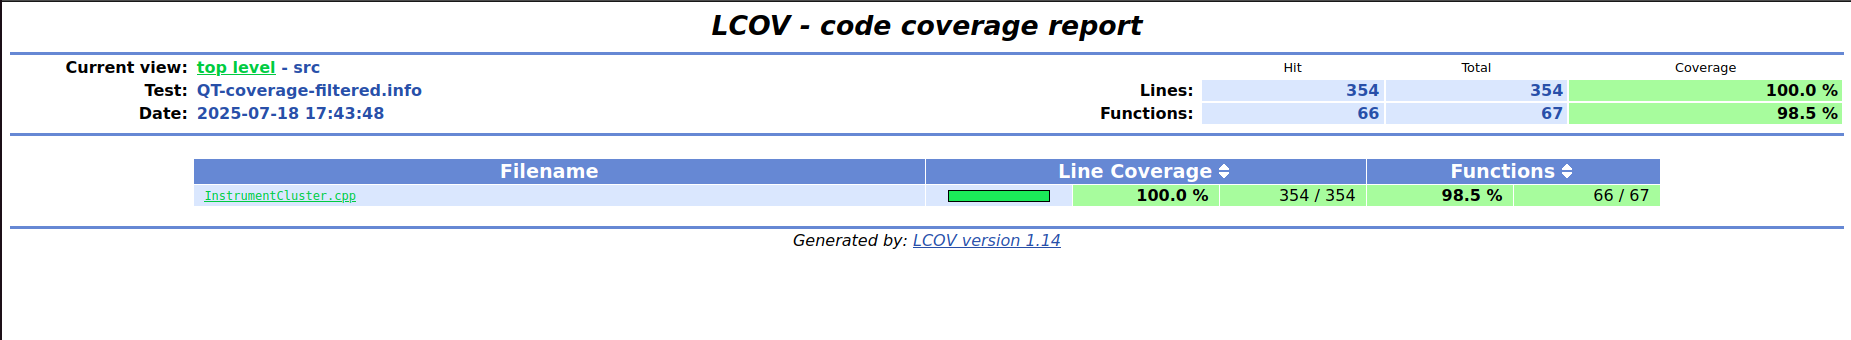 LCOV - code coverage report
Current view: top level - src
Hit Total Coverage
Test: QT-coverage-filtered.info
Lines: 354 354 100.0 %
Date: 2025-07-18 17:43:48
Functions: 66 67 98.5 %
Filename Line Coverage Functions
InstrumentCluster.cpp 100.0 % 354 / 354 98.5 % 66 / 67
Generated by: LCOV version 1.14